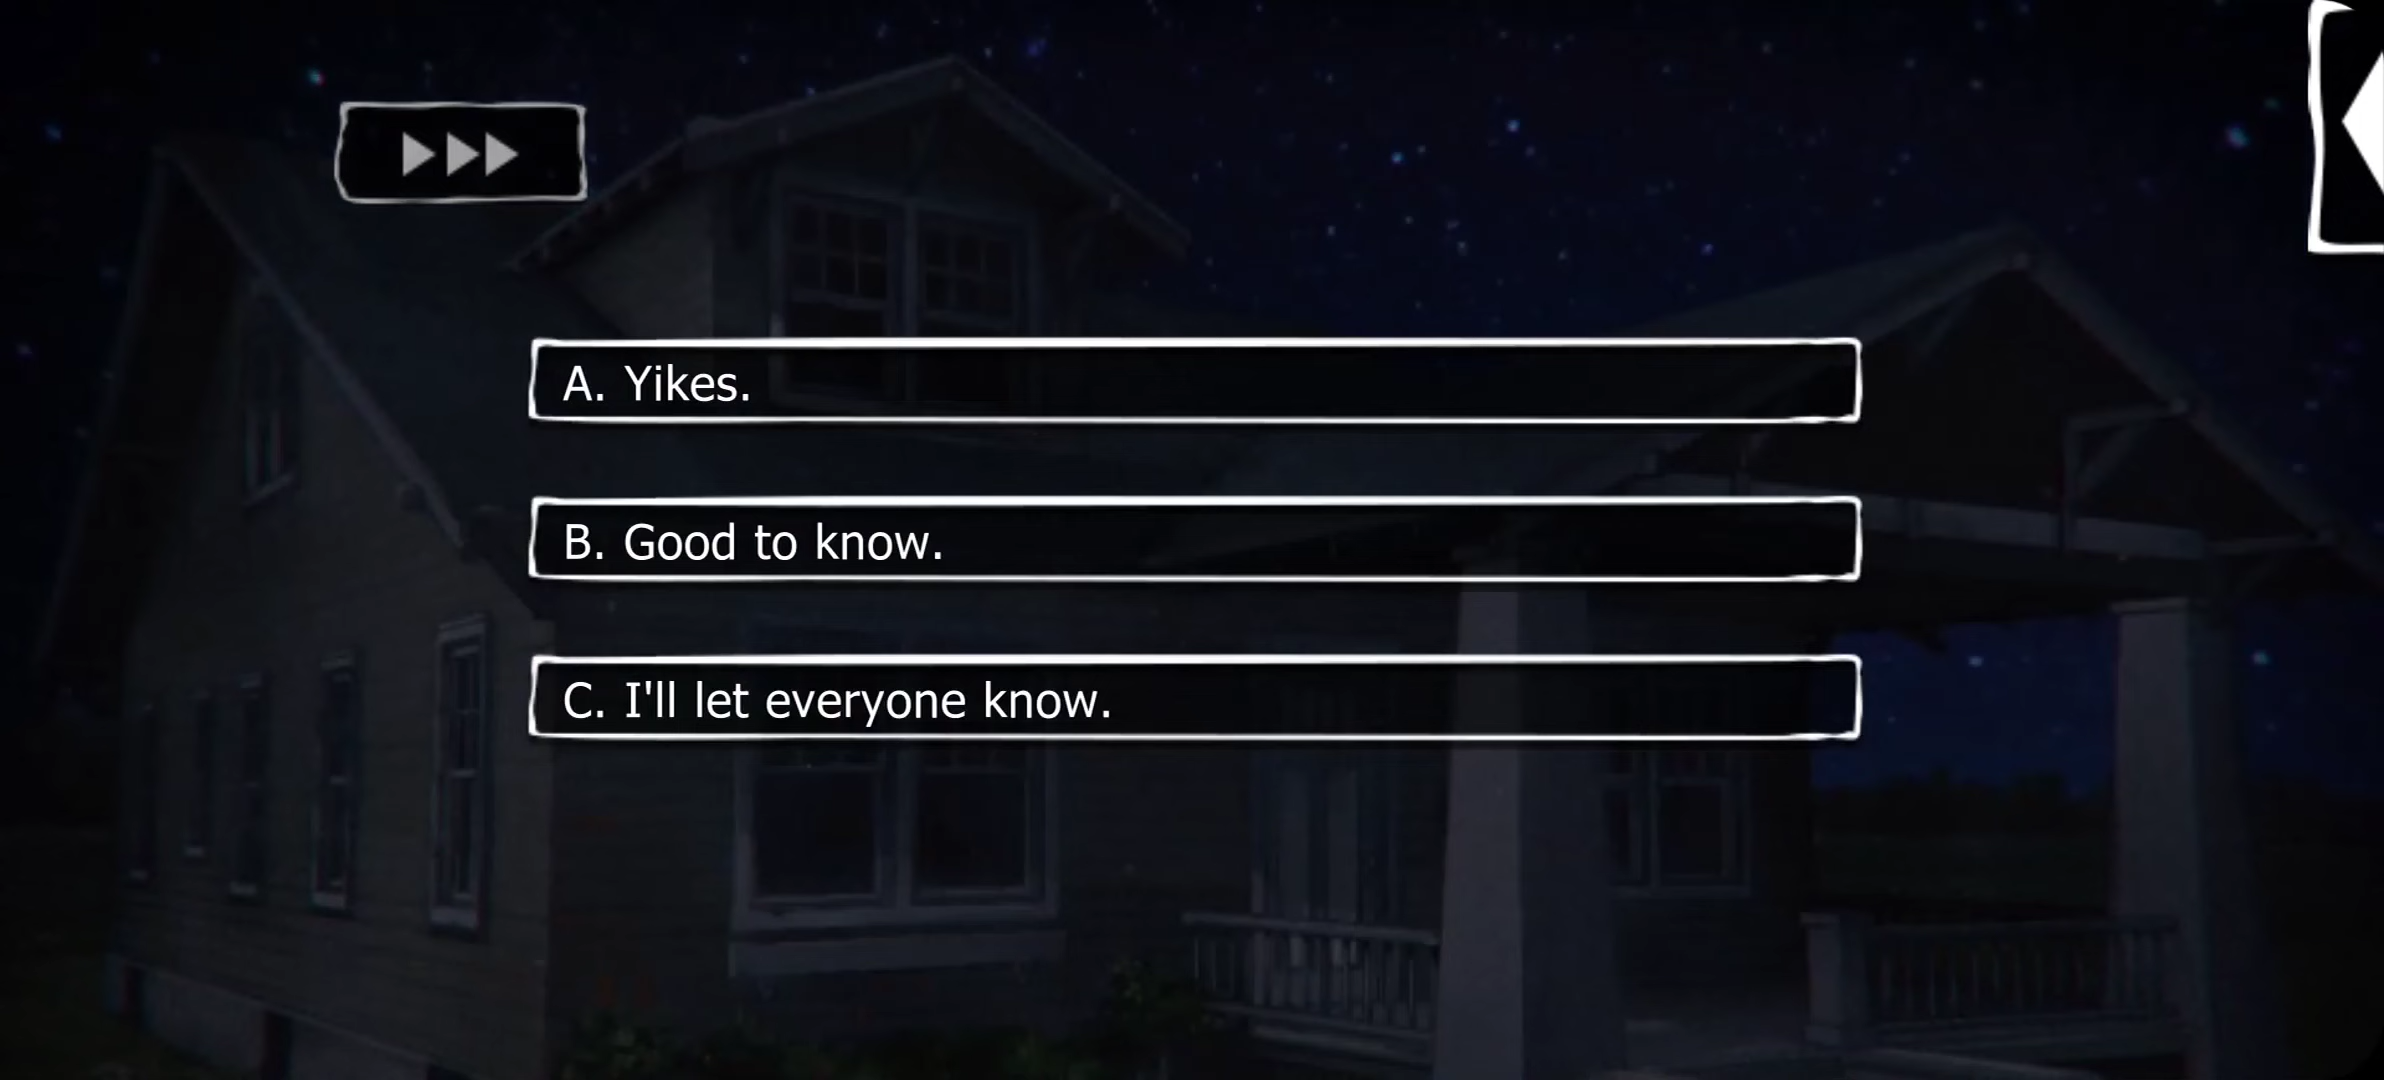 A. Yikes.
B. Good to know.
C. I'll let everyone know.